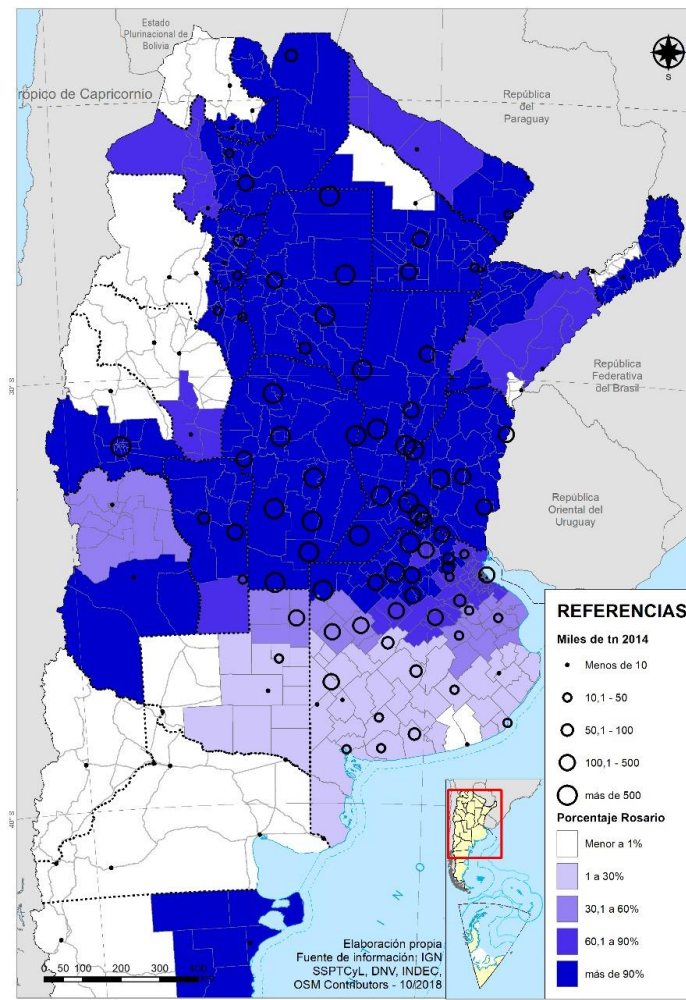 Estado
Plurinacional de
Bolivia
rópico de Capricornio
República
del
Paraguay
S
30° S
República
Federativa
del Brasil
República
Oriental del
Uruguay
40° S
REFERENCIAS
Miles de tn 2014
Menos de 10
10,1 - 50
50,1 - 100
100,1 - 500
más de 500
Porcentaje Rosario
Menor a 1%
1 a 30%
30,1 a 60%
60,1 a 90%
más de 90%
Elaboración propia
Fuente de información: IGN
SSPTCyL, DNV, INDEC,
OSM Contributors - 10/2018
0 50 100 200 300 400